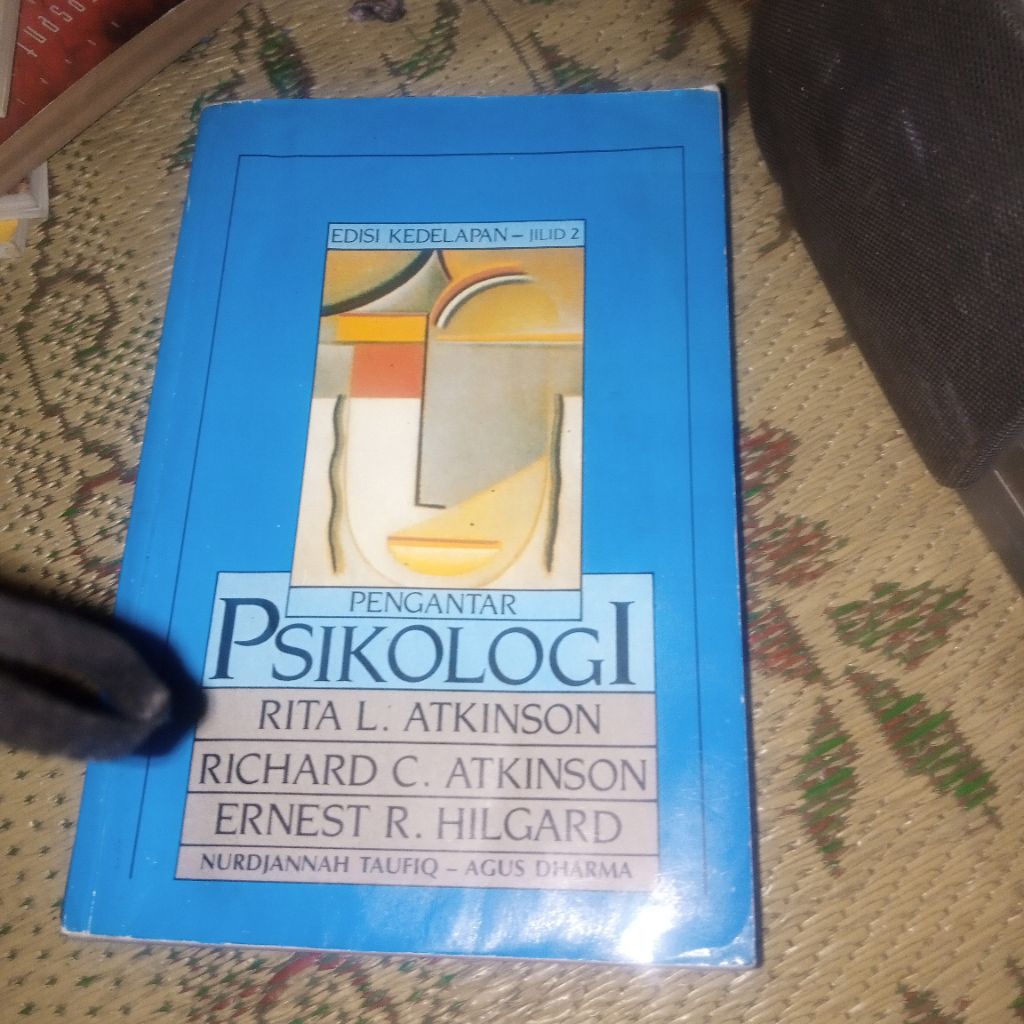 EDISI KEDELAPAN – JILID 2
PENGANTAR
PSIKOLOGI
RITA L. ATKINSON
RICHARD C. ATKINSON
ERNEST R. HILGARD
NURDJANNAH TAUFIQ – AGUS DHARMA